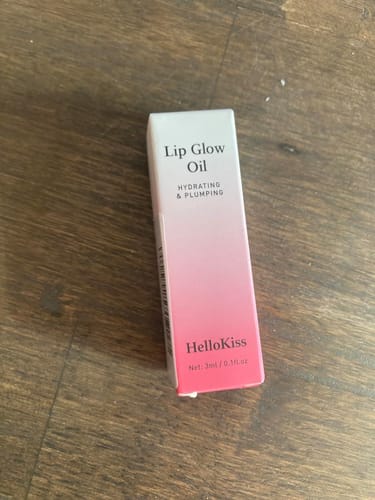 Lip Glow
Oil
HYDRATING
& PLUMPING
HelloKiss
Net: 3ml / 0.1fl.oz